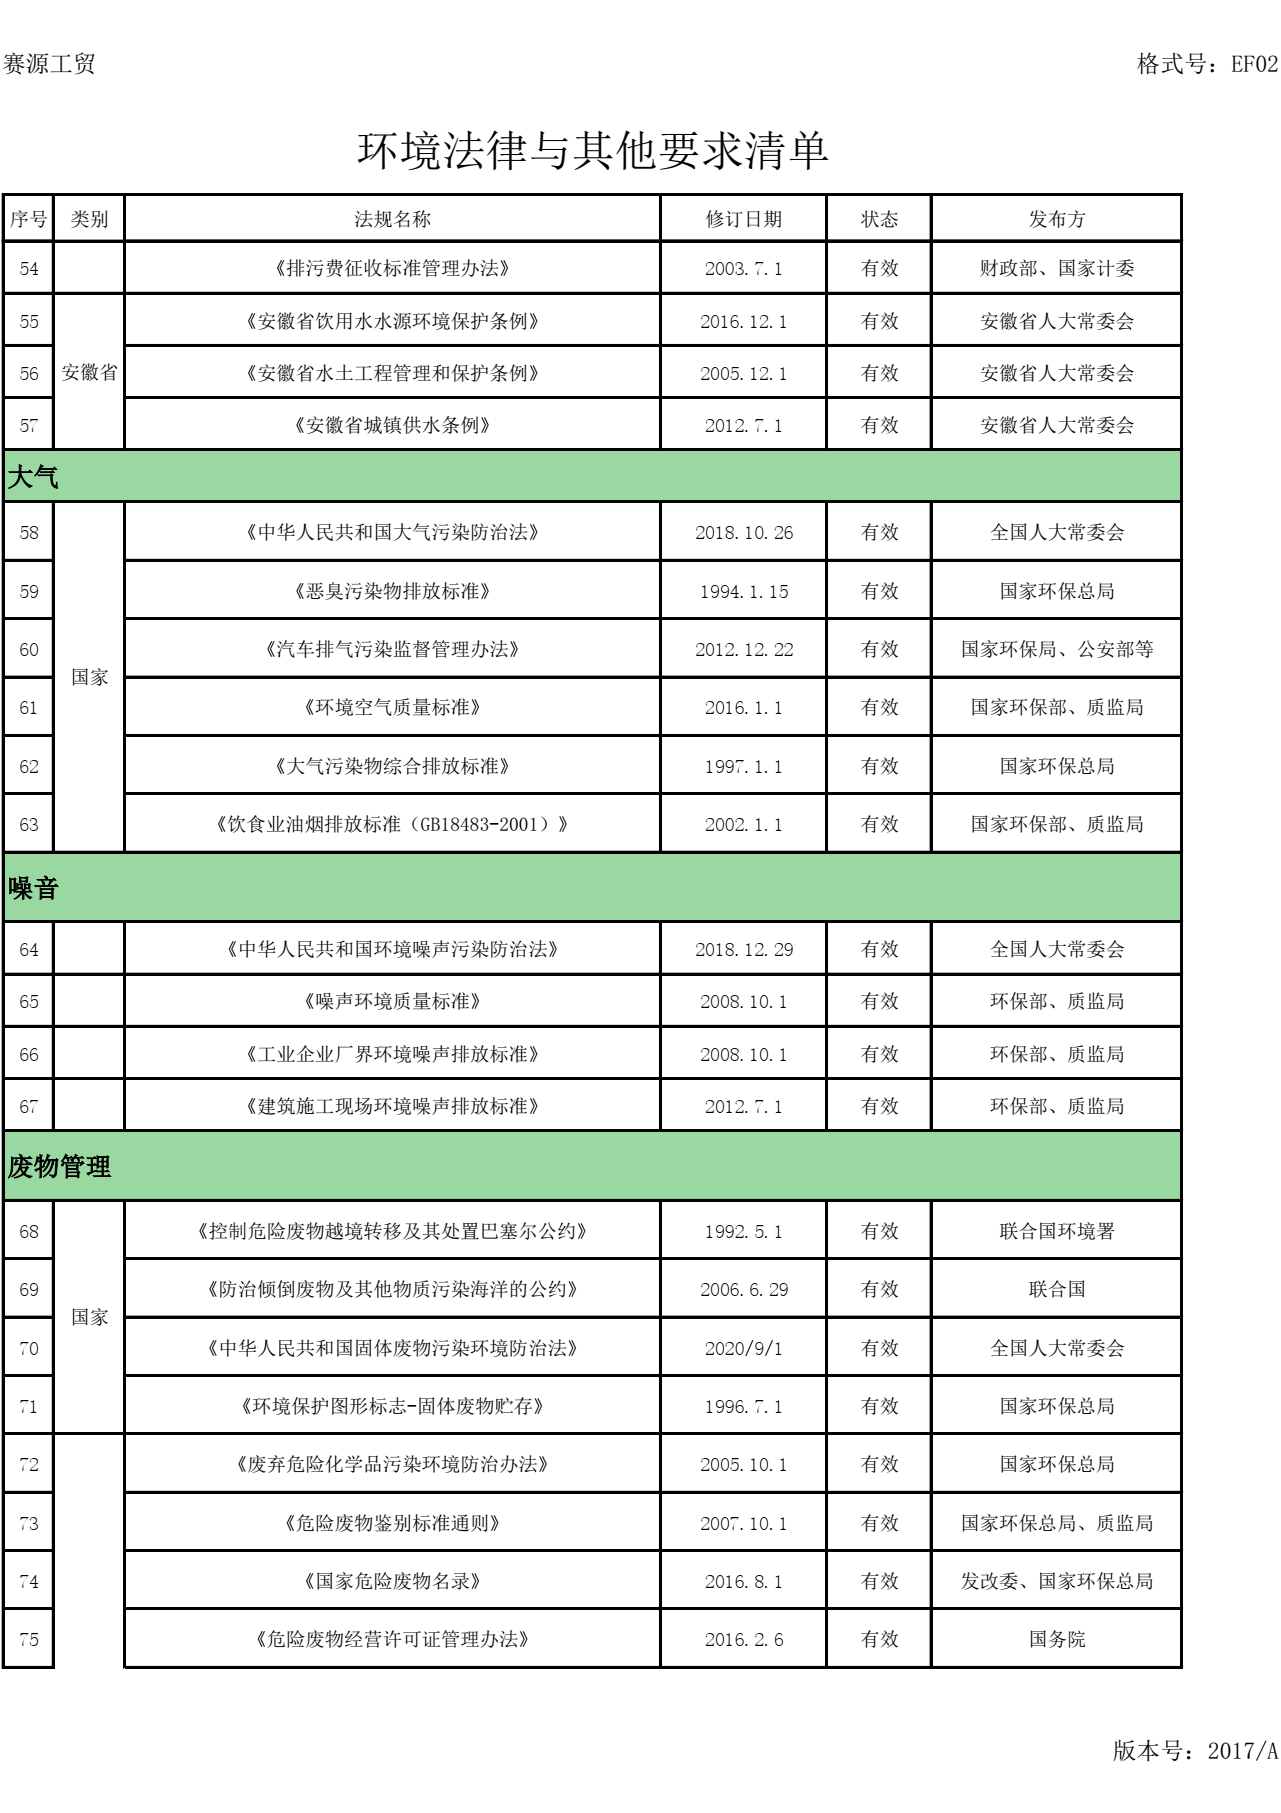 赛源工贸 格式号：EF02
环境法律与其他要求清单
序号 类别 法规名称 修订日期 状态 发布方
54 《排污费征收标准管理办法》 2003.7.1 有效 财政部、国家计委
55 《安徽省饮用水水源环境保护条例》 2016.12.1 有效 安徽省人大常委会
56 安徽省 《安徽省水土工程管理和保护条例》 2005.12.1 有效 安徽省人大常委会
57 《安徽省城镇供水条例》 2012.7.1 有效 安徽省人大常委会
大气
58 《中华人民共和国大气污染防治法》 2018.10.26 有效 全国人大常委会
59 《恶臭污染物排放标准》 1994.1.15 有效 国家环保总局
60 《汽车排气污染监督管理办法》 2012.12.22 有效 国家环保局、公安部等
国家
61 《环境空气质量标准》 2016.1.1 有效 国家环保部、质监局
62 《大气污染物综合排放标准》 1997.1.1 有效 国家环保总局
63 《饮食业油烟排放标准（GB18483-2001）》 2002.1.1 有效 国家环保部、质监局
噪音
64 《中华人民共和国环境噪声污染防治法》 2018.12.29 有效 全国人大常委会
65 《噪声环境质量标准》 2008.10.1 有效 环保部、质监局
66 《工业企业厂界环境噪声排放标准》 2008.10.1 有效 环保部、质监局
67 《建筑施工现场环境噪声排放标准》 2012.7.1 有效 环保部、质监局
废物管理
68 《控制危险废物越境转移及其处置巴塞尔公约》 1992.5.1 有效 联合国环境署
69 《防治倾倒废物及其他物质污染海洋的公约》 2006.6.29 有效 联合国
国家
70 《中华人民共和国固体废物污染环境防治法》 2020/9/1 有效 全国人大常委会
71 《环境保护图形标志-固体废物贮存》 1996.7.1 有效 国家环保总局
72 《废弃危险化学品污染环境防治办法》 2005.10.1 有效 国家环保总局
73 《危险废物鉴别标准通则》 2007.10.1 有效 国家环保总局、质监局
74 《国家危险废物名录》 2016.8.1 有效 发改委、国家环保总局
75 《危险废物经营许可证管理办法》 2016.2.6 有效 国务院
版本号：2017/A